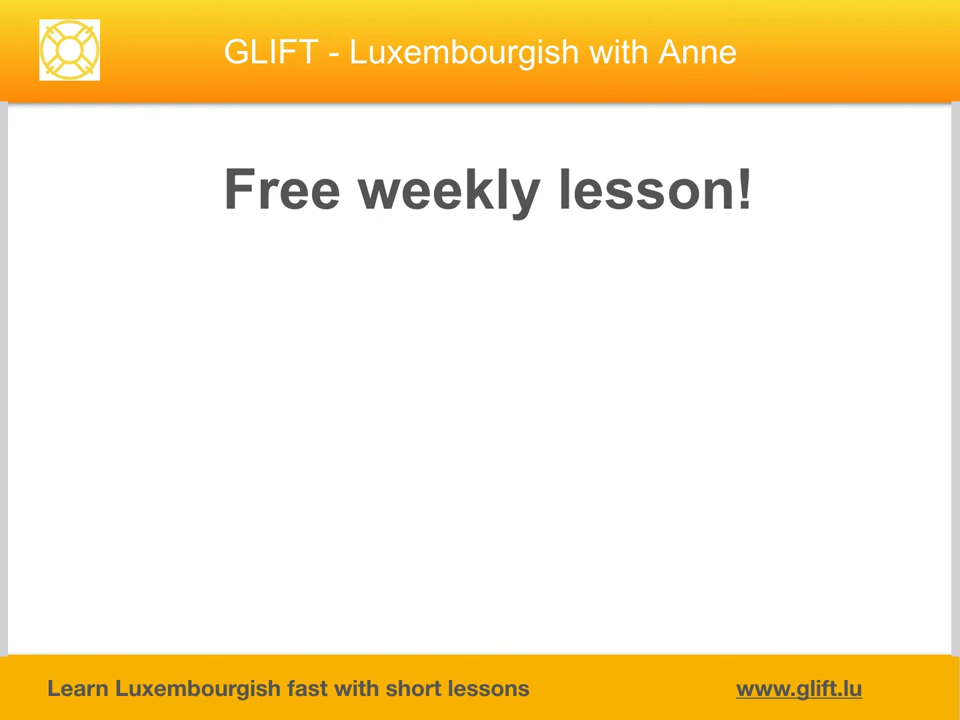 GLIFT - Luxembourgish with Anne
Free weekly lesson!
Learn Luxembourgish fast with short lessons
www.glift.lu